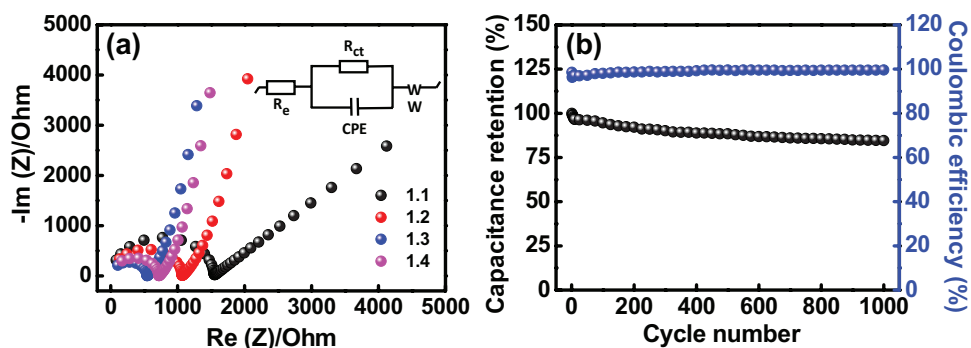 (a)
-Im (Z)/Ohm
5000
4000
3000
2000
1000
0
0 1000 2000 3000 4000 5000
Re (Z)/Ohm
Rct
Re
CPE
W
W
1.1
1.2
1.3
1.4
(b)
Capacitance retention (%)
150
125
100
75
50
25
0
0 200 400 600 800 1000
Cycle number
120
100
80
60
40
20
0
Coulombic efficiency (%)